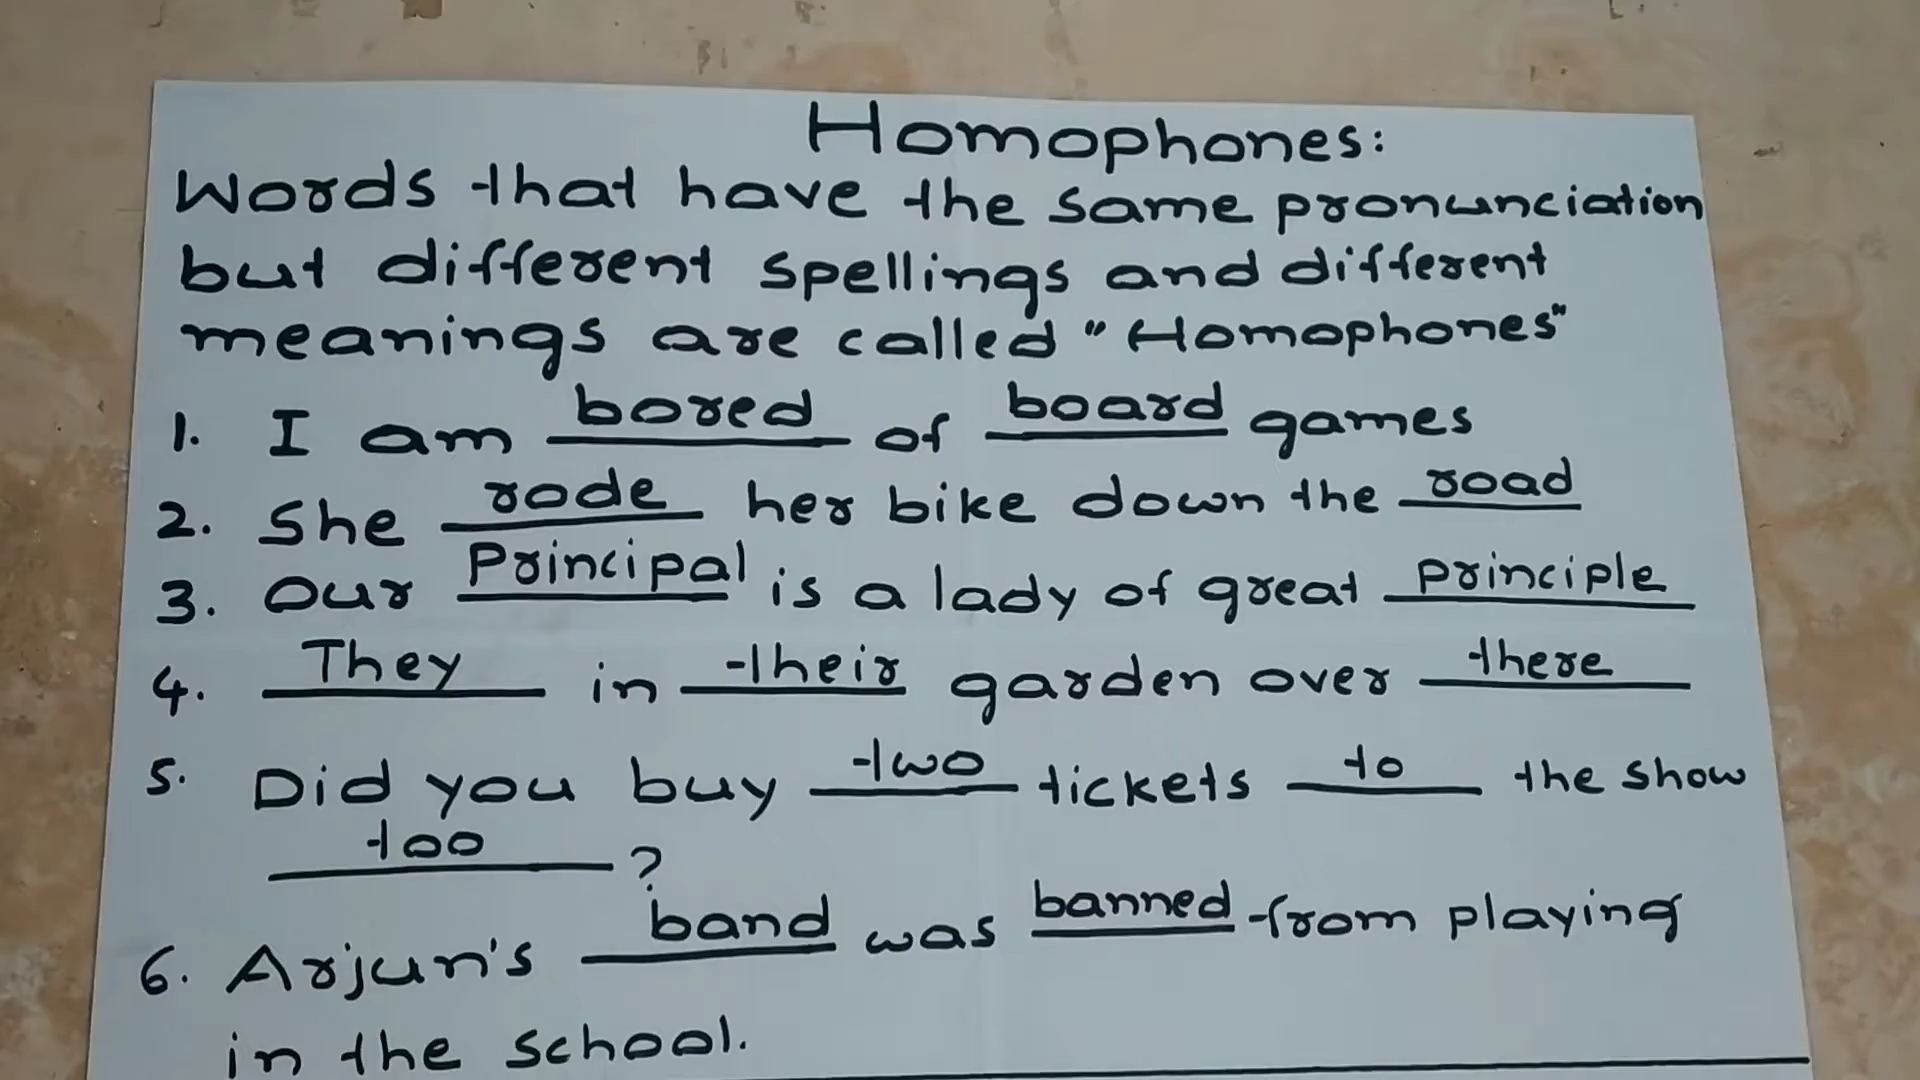 Homophones:
Words that have the same pronunciation
but different spellings and different
meanings are called "Homophones"
1. I am bored of board games
2. She rode her bike down the road
3. Our Principal is a lady of great principle
4. They in their garden over there
5. Did you buy two tickets to the show
too ?
6. Arjun's band was banned from playing
in the school.